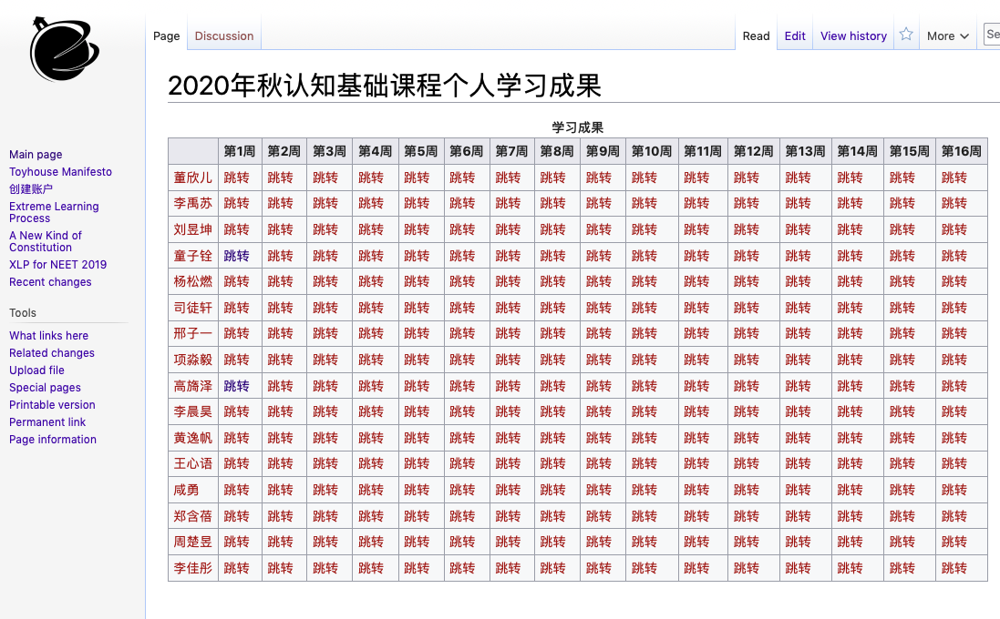 Page Discussion Read Edit View history More Se
2020年秋认知基础课程个人学习成果
Main page
Toyhouse Manifesto
创建账户
Extreme Learning
Process
A New Kind of
Constitution
XLP for NEET 2019
Recent changes
Tools
What links here
Related changes
Upload file
Special pages
Printable version
Permanent link
Page information
学习成果
第1周 第2周 第3周 第4周 第5周 第6周 第7周 第8周 第9周 第10周 第11周 第12周 第13周 第14周 第15周 第16周
董欣儿 跳转 跳转 跳转 跳转 跳转 跳转 跳转 跳转 跳转 跳转 跳转 跳转 跳转 跳转 跳转 跳转
李禹苏 跳转 跳转 跳转 跳转 跳转 跳转 跳转 跳转 跳转 跳转 跳转 跳转 跳转 跳转 跳转 跳转
刘昱坤 跳转 跳转 跳转 跳转 跳转 跳转 跳转 跳转 跳转 跳转 跳转 跳转 跳转 跳转 跳转 跳转
童子铨 跳转 跳转 跳转 跳转 跳转 跳转 跳转 跳转 跳转 跳转 跳转 跳转 跳转 跳转 跳转 跳转
杨松燃 跳转 跳转 跳转 跳转 跳转 跳转 跳转 跳转 跳转 跳转 跳转 跳转 跳转 跳转 跳转 跳转
司徒轩 跳转 跳转 跳转 跳转 跳转 跳转 跳转 跳转 跳转 跳转 跳转 跳转 跳转 跳转 跳转 跳转
邢子一 跳转 跳转 跳转 跳转 跳转 跳转 跳转 跳转 跳转 跳转 跳转 跳转 跳转 跳转 跳转 跳转
项淼毅 跳转 跳转 跳转 跳转 跳转 跳转 跳转 跳转 跳转 跳转 跳转 跳转 跳转 跳转 跳转 跳转
高旖泽 跳转 跳转 跳转 跳转 跳转 跳转 跳转 跳转 跳转 跳转 跳转 跳转 跳转 跳转 跳转 跳转
李晨昊 跳转 跳转 跳转 跳转 跳转 跳转 跳转 跳转 跳转 跳转 跳转 跳转 跳转 跳转 跳转 跳转
黄逸帆 跳转 跳转 跳转 跳转 跳转 跳转 跳转 跳转 跳转 跳转 跳转 跳转 跳转 跳转 跳转 跳转
王心语 跳转 跳转 跳转 跳转 跳转 跳转 跳转 跳转 跳转 跳转 跳转 跳转 跳转 跳转 跳转 跳转
咸勇 跳转 跳转 跳转 跳转 跳转 跳转 跳转 跳转 跳转 跳转 跳转 跳转 跳转 跳转 跳转 跳转
郑含蓓 跳转 跳转 跳转 跳转 跳转 跳转 跳转 跳转 跳转 跳转 跳转 跳转 跳转 跳转 跳转 跳转
周楚昱 跳转 跳转 跳转 跳转 跳转 跳转 跳转 跳转 跳转 跳转 跳转 跳转 跳转 跳转 跳转 跳转
李佳彤 跳转 跳转 跳转 跳转 跳转 跳转 跳转 跳转 跳转 跳转 跳转 跳转 跳转 跳转 跳转 跳转